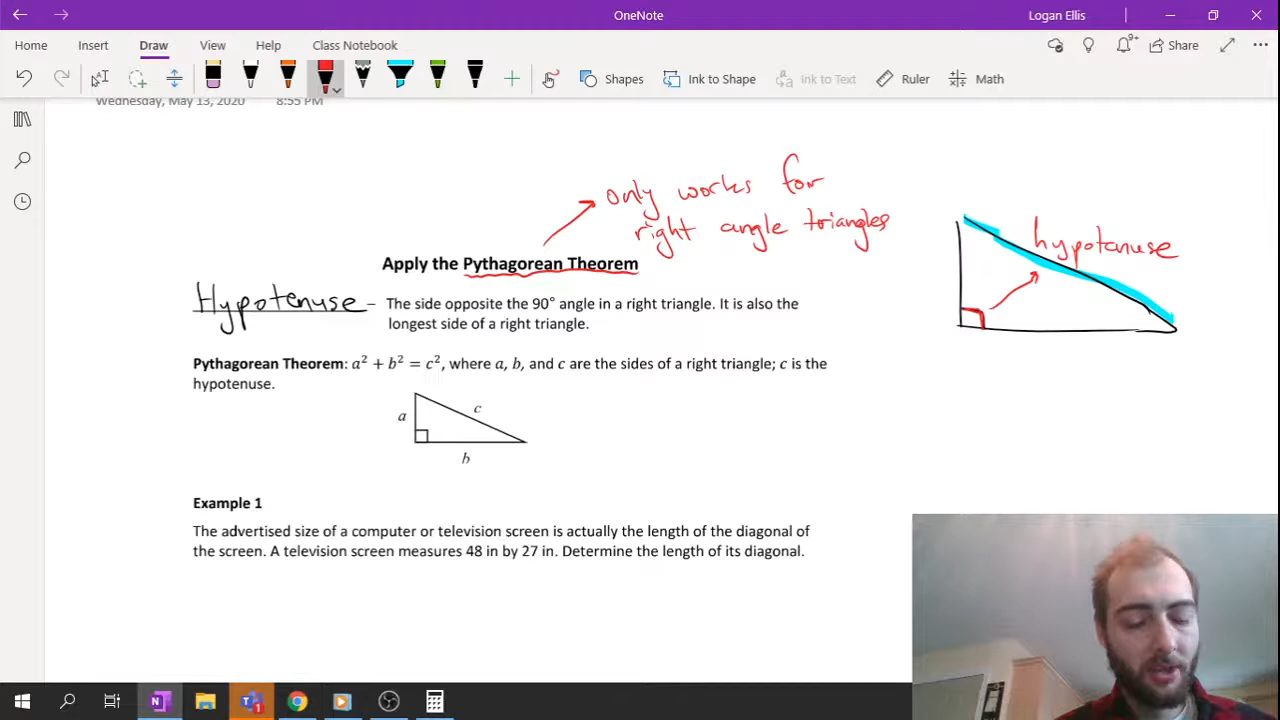 OneNote
Logan Ellis
Home
Insert
Draw
View
Help
Class Notebook
9+
Share
Shapes
Ink to Shape
Ink to Text
Ruler
Math
Wednesday, May 13, 2020
8:55 PM
only works for
right angle triangles
Apply the Pythagorean Theorem
hypotanuse
Hypotenuse – The side opposite the 90° angle in a right triangle. It is also the
longest side of a right triangle.
Pythagorean Theorem: a² + b² = c², where a, b, and c are the sides of a right triangle; c is the
hypotenuse.
a
c
b
Example 1
The advertised size of a computer or television screen is actually the length of the diagonal of
the screen. A television screen measures 48 in by 27 in. Determine the length of its diagonal.